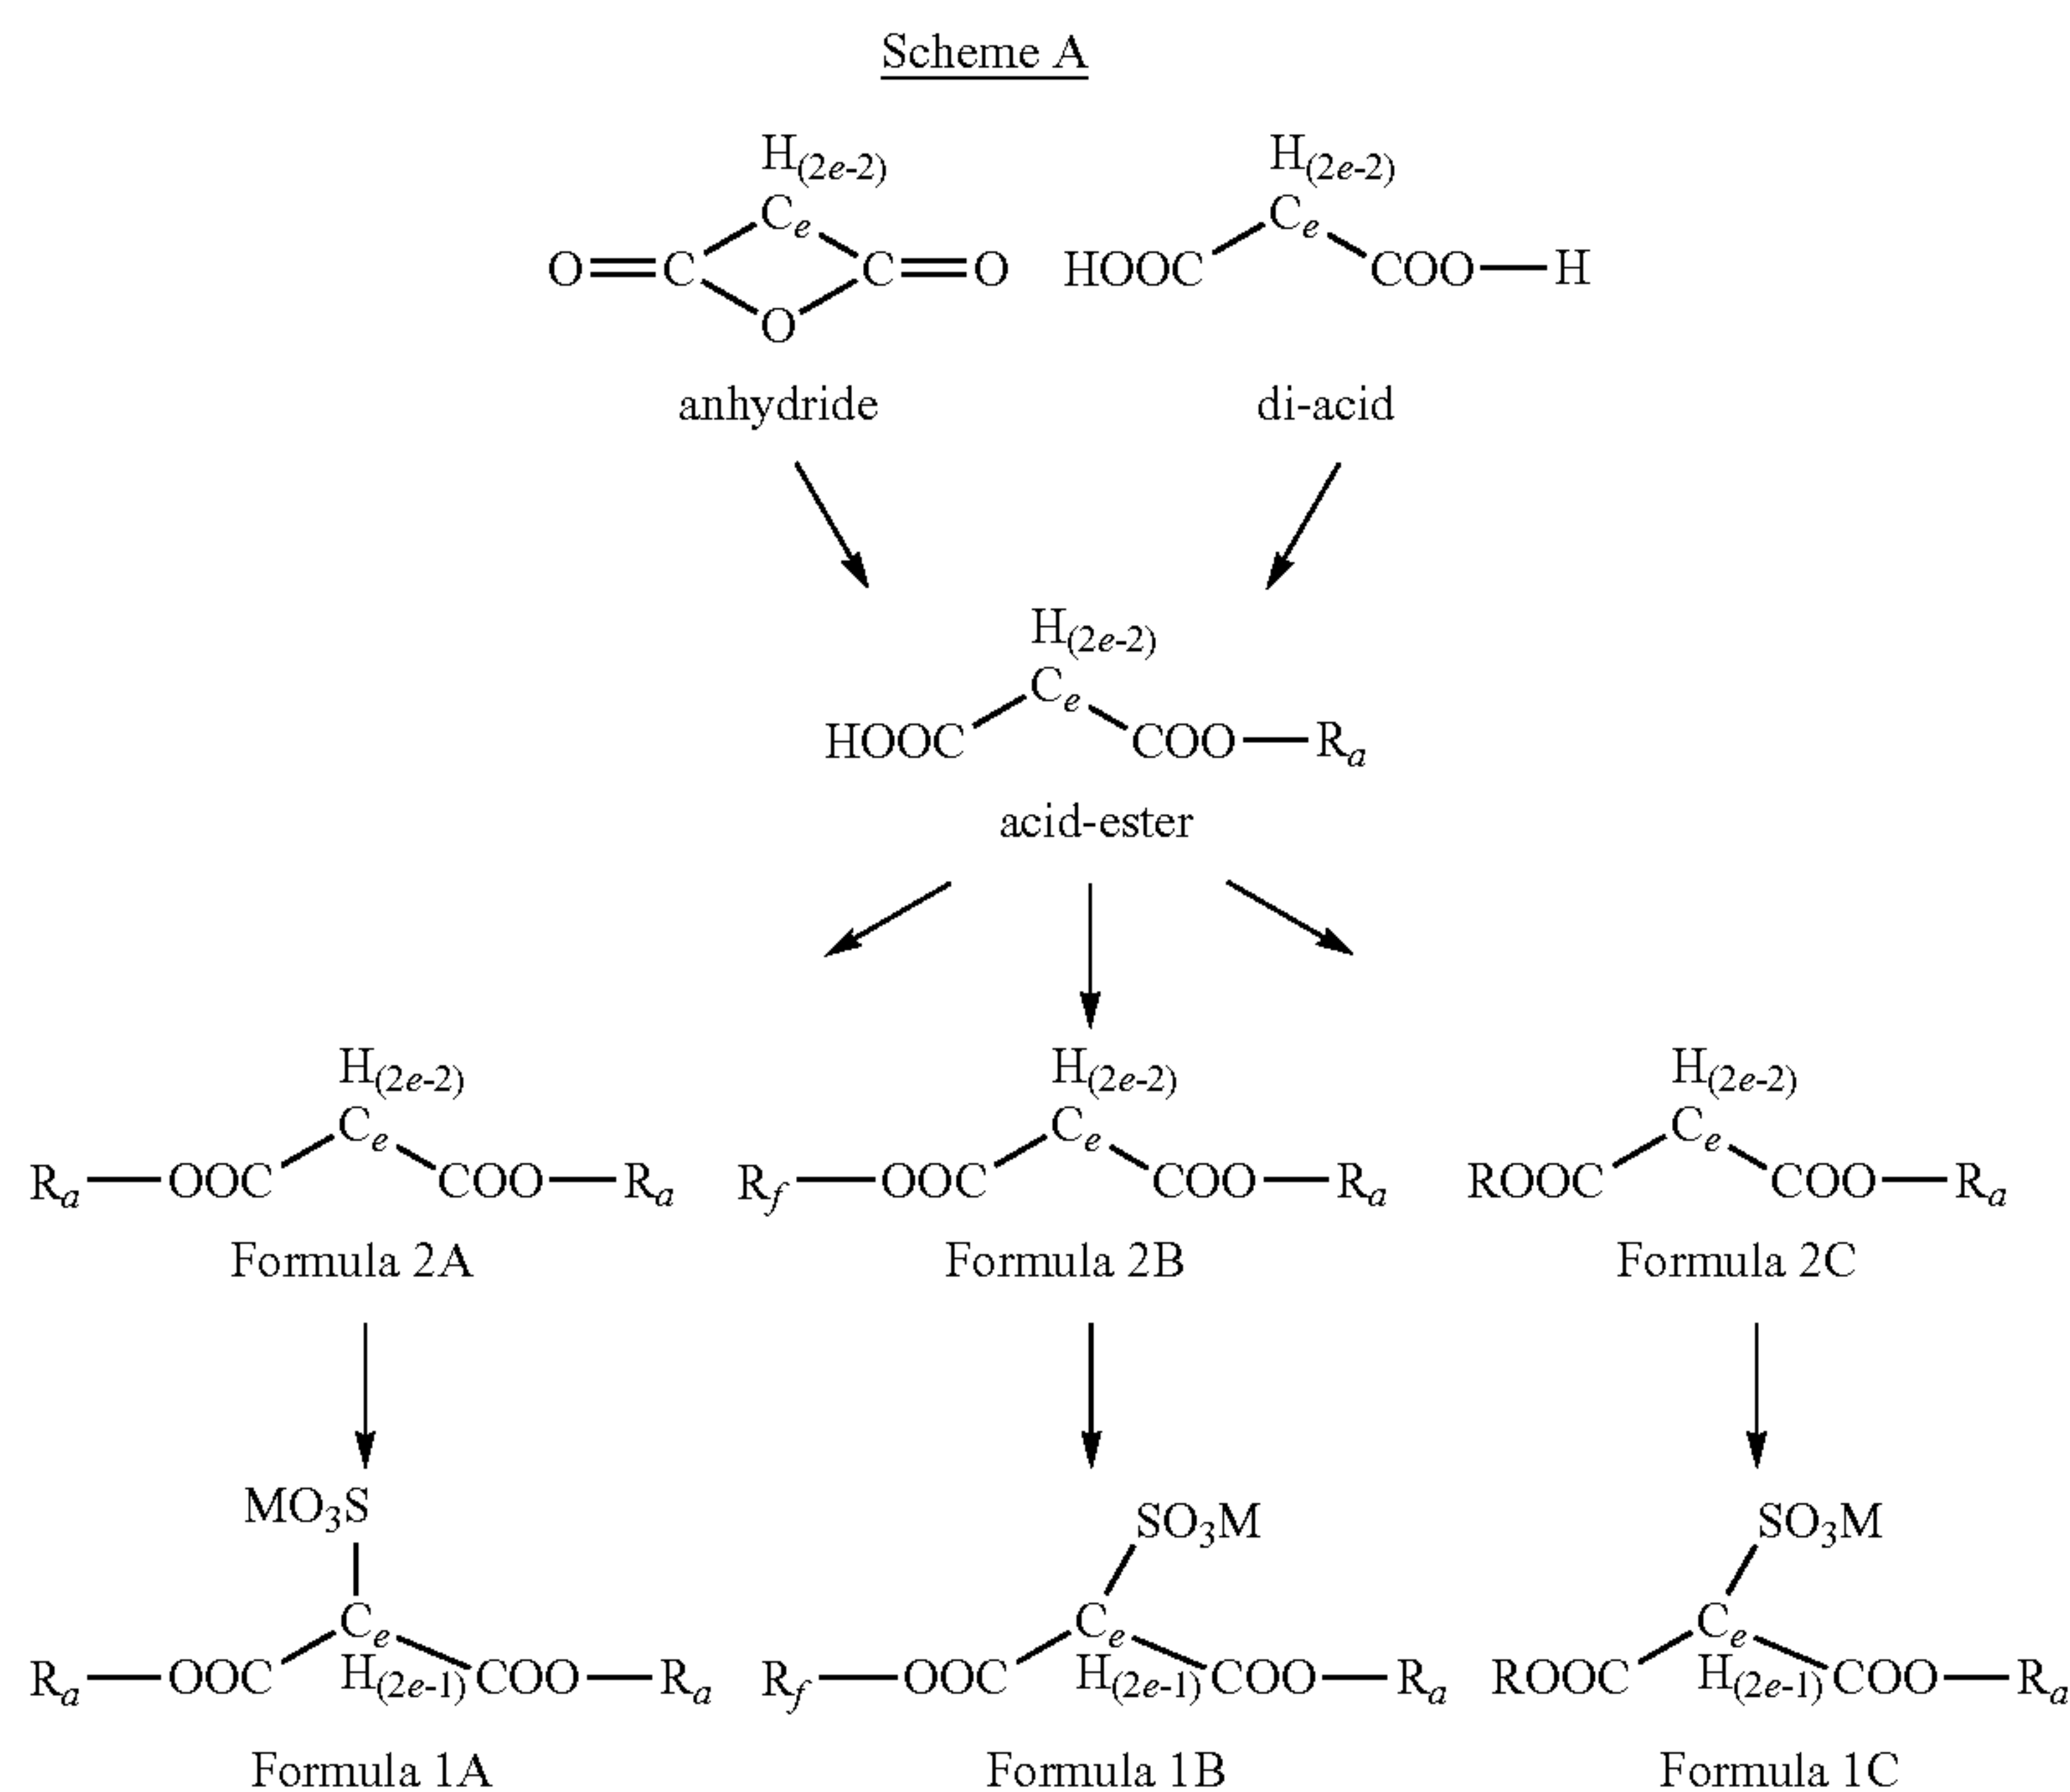 Scheme A
H(2e-2) H(2e-2)
Ce Ce
O=C C=O HOOC COO—H
O
anhydride di-acid
H(2e-2)
Ce
HOOC COO—Ra
acid-ester
H(2e-2) H(2e-2) H(2e-2)
Ce Ce Ce
Ra—OOC COO—Ra Rf—OOC COO—Ra ROOC COO—Ra
Formula 2A Formula 2B Formula 2C
MO3S SO3M SO3M
Ce Ce Ce
Ra—OOC H(2e-1) COO—Ra Rf—OOC H(2e-1) COO—Ra ROOC H(2e-1) COO—Ra
Formula 1A Formula 1B Formula 1C